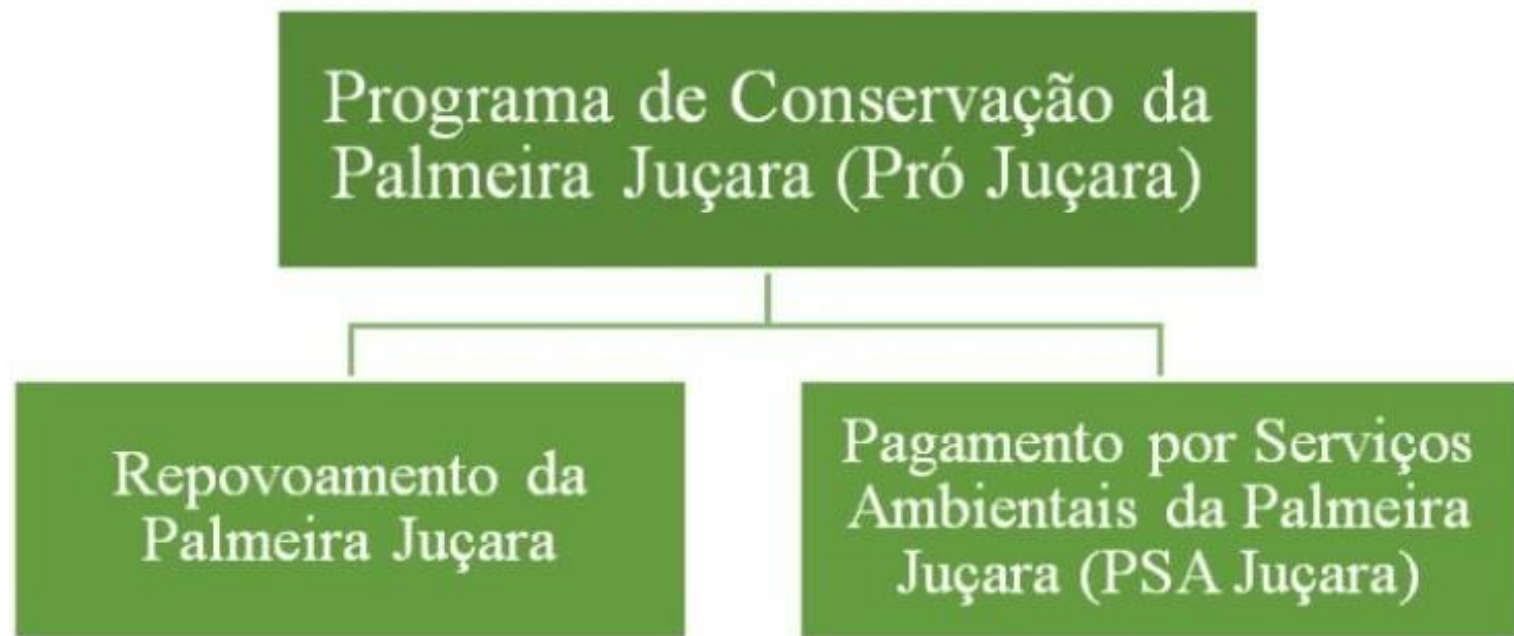 Programa de Conservação da
Palmeira Juçara (Pró Juçara)
Repovoamento da
Palmeira Juçara
Pagamento por Serviços
Ambientais da Palmeira
Juçara (PSA Juçara)